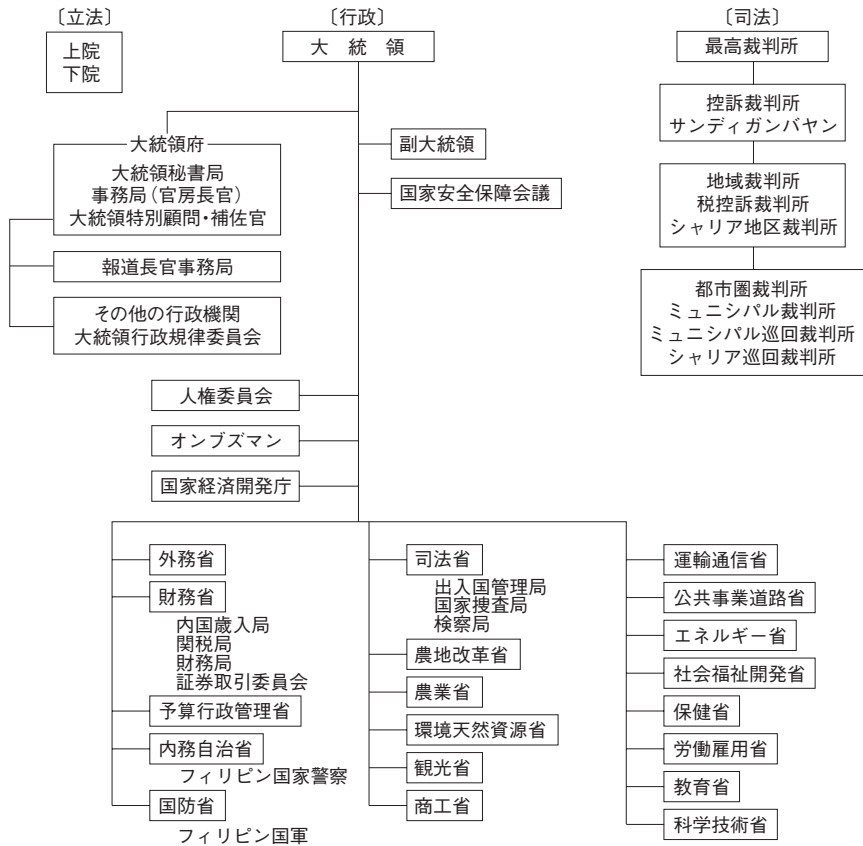 〔立法〕
上院
下院
〔行政〕
大統領
大統領府
大統領秘書局
事務局（官房長官）
大統領特別顧問・補佐官
報道長官事務局
その他の行政機関
大統領行政規律委員会
副大統領
国家安全保障会議
人権委員会
オンブズマン
国家経済開発庁
外務省
財務省
内国歳入局
関税局
財務局
証券取引委員会
予算行政管理省
内務自治省
フィリピン国家警察
国防省
フィリピン国軍
司法省
出入国管理局
国家捜査局
検察局
農地改革省
農業省
環境天然資源省
観光省
商工省
運輸通信省
公共事業道路省
エネルギー省
社会福祉開発省
保健省
労働雇用省
教育省
科学技術省
〔司法〕
最高裁判所
控訴裁判所
サンディガンバヤン
地域裁判所
税控訴裁判所
シャリア地区裁判所
都市圏裁判所
ミュニシパル裁判所
ミュニシパル巡回裁判所
シャリア巡回裁判所